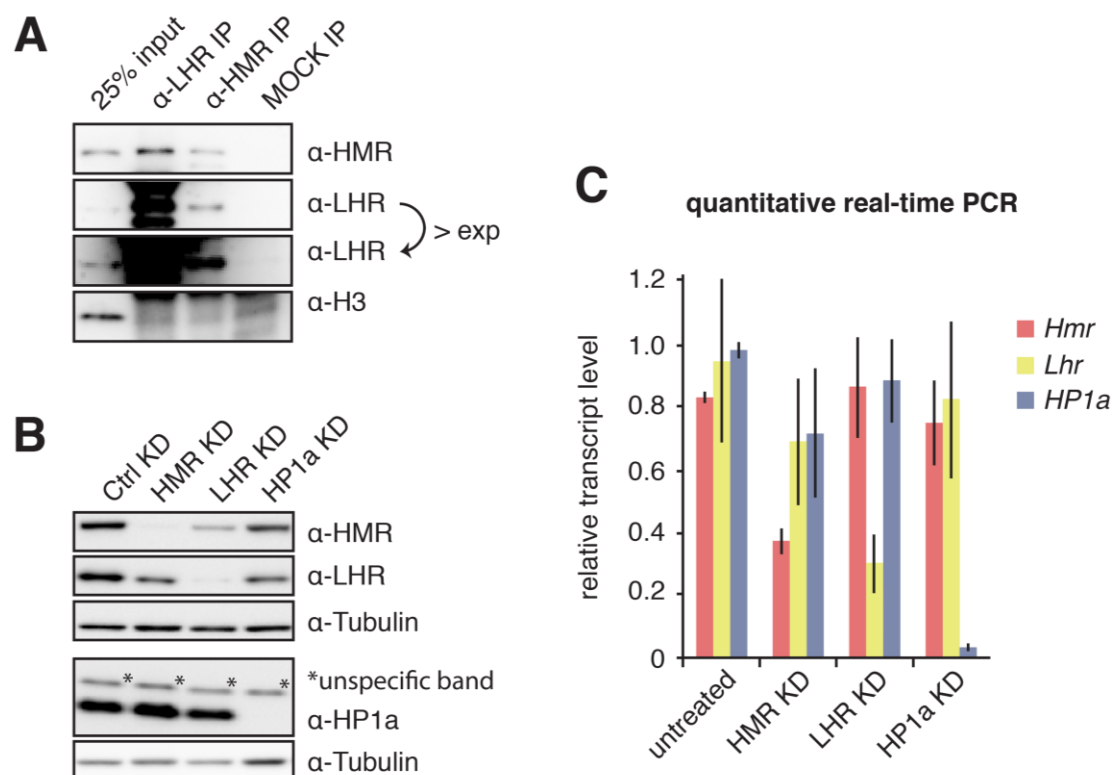 A
25% input
α-LHR IP
α-HMR IP
MOCK IP
α-HMR
α-LHR
> exp
α-LHR
α-H3
B
Ctrl KD
HMR KD
LHR KD
HP1a KD
α-HMR
α-LHR
α-Tubulin
* * * *
*unspecific band
α-HP1a
α-Tubulin
C
quantitative real-time PCR
relative transcript level
1.2
1.0
0.8
0.6
0.4
0.2
0
untreated
HMR KD
LHR KD
HP1a KD
Hmr
Lhr
HP1a